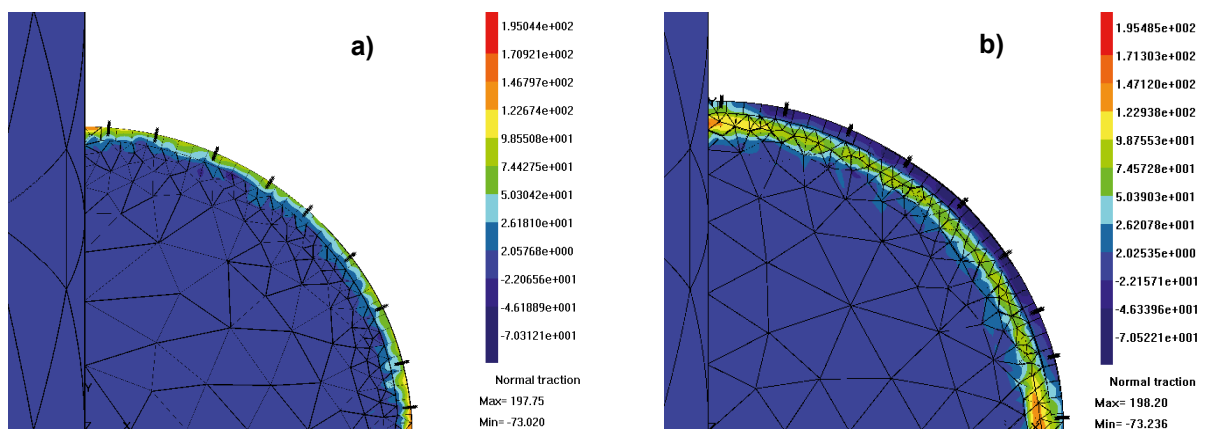 a)
1.95044e+002
1.70921e+002
1.46797e+002
1.22674e+002
9.85508e+001
7.44275e+001
5.03042e+001
2.61810e+001
2.05768e+000
-2.20656e+001
-4.61889e+001
-7.03121e+001
Normal traction
Max= 197.75
Min= -73.020
Y
Z
X
b)
1.95485e+002
1.71303e+002
1.47120e+002
1.22938e+002
9.87553e+001
7.45728e+001
5.03903e+001
2.62078e+001
2.02535e+000
-2.21571e+001
-4.63396e+001
-7.05221e+001
Normal traction
Max= 198.20
Min= -73.236